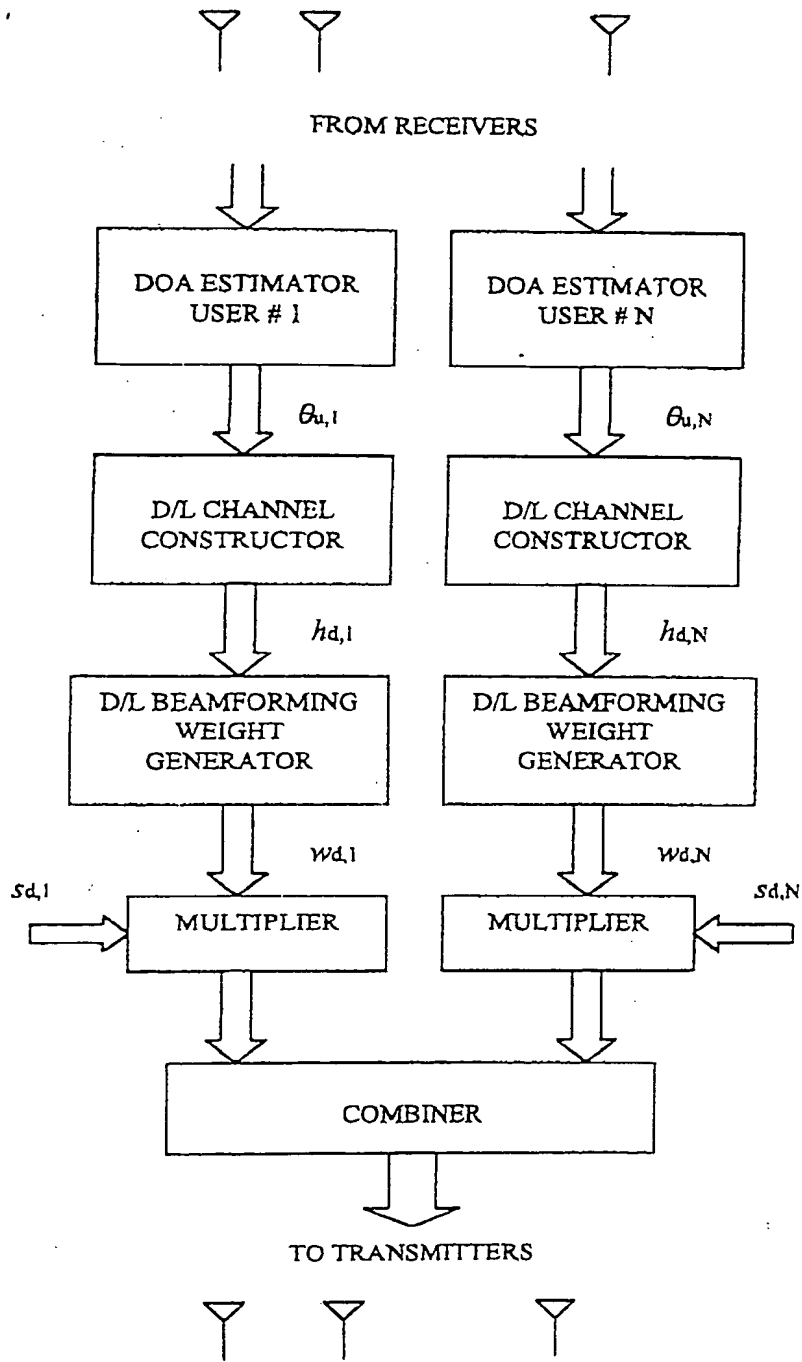 FROM RECEIVERS
DOA ESTIMATOR
USER # 1
DOA ESTIMATOR
USER # N
θu,1
θu,N
D/L CHANNEL
CONSTRUCTOR
D/L CHANNEL
CONSTRUCTOR
hd,1
hd,N
D/L BEAMFORMING
WEIGHT
GENERATOR
D/L BEAMFORMING
WEIGHT
GENERATOR
wd,1
wd,N
sd,1
sd,N
MULTIPLIER
MULTIPLIER
COMBINER
TO TRANSMITTERS